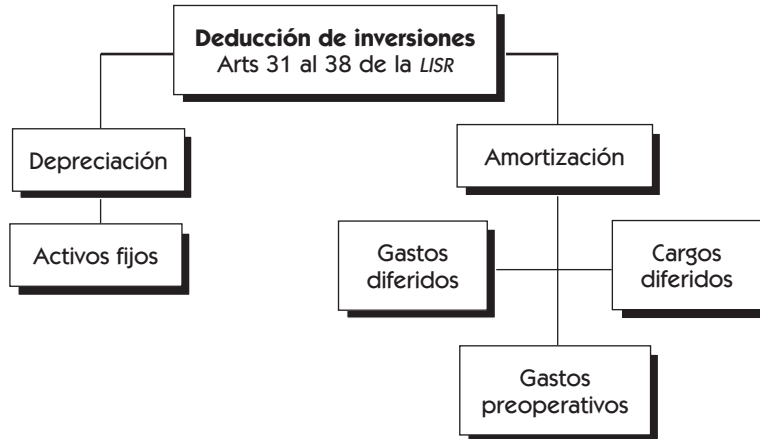 Deducción de inversiones
Arts 31 al 38 de la LISR
Depreciación
Amortización
Activos fijos
Gastos
diferidos
Cargos
diferidos
Gastos
preoperativos